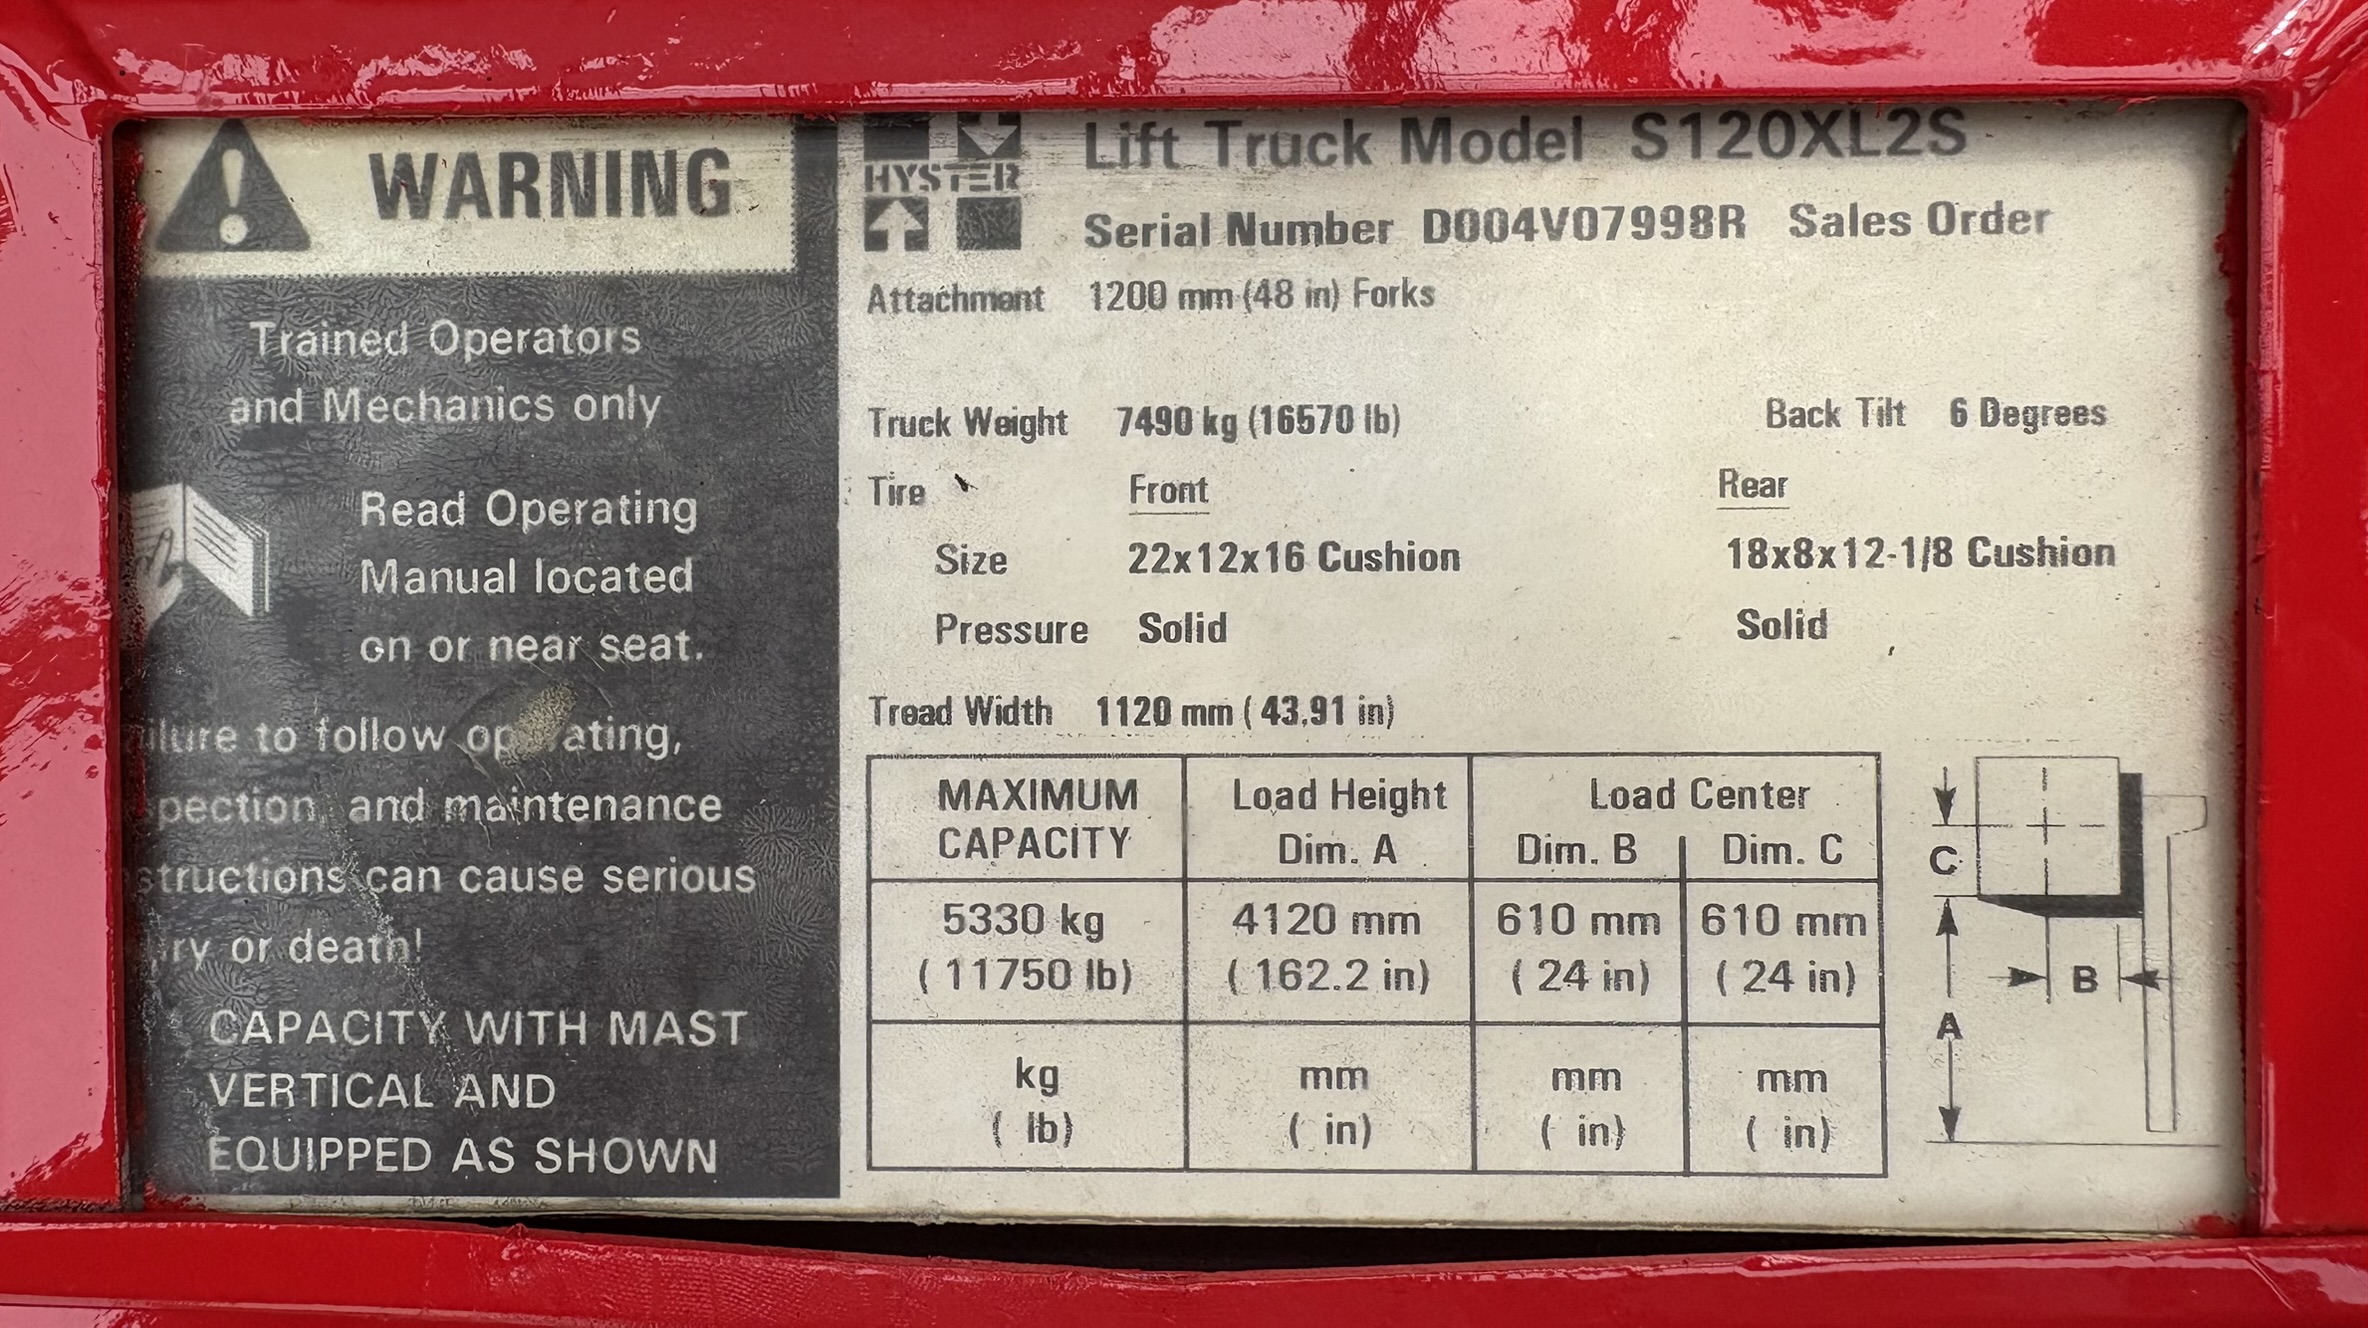 WARNING
Trained Operators
and Mechanics only
Read Operating
Manual located
on or near seat.
to follow
and maintenance
can cause serious
or death!
CAPACITY WITH MAST
VERTICAL AND
EQUIPPED AS SHOWN
HYSTER
Lift Truck Model S120XL2S
Serial Number D004V07998R Sales Order
Attachment 1200 mm (48 in) Forks
Truck Weight 7490 kg (16570 lb) Back Tilt 6 Degrees
Tire Front Rear
Size 22x12x16 Cushion 18x8x12-1/8 Cushion
Pressure Solid Solid
Tread Width 1120 mm ( 43.91 in)
MAXIMUM CAPACITY Load Height Dim. A Load Center Dim. B Dim. C
5330 kg 4120 mm 610 mm 610 mm
( 11750 lb) ( 162.2 in) ( 24 in) ( 24 in)
kg mm mm mm
( lb) ( in) ( in) ( in)
C
B
A